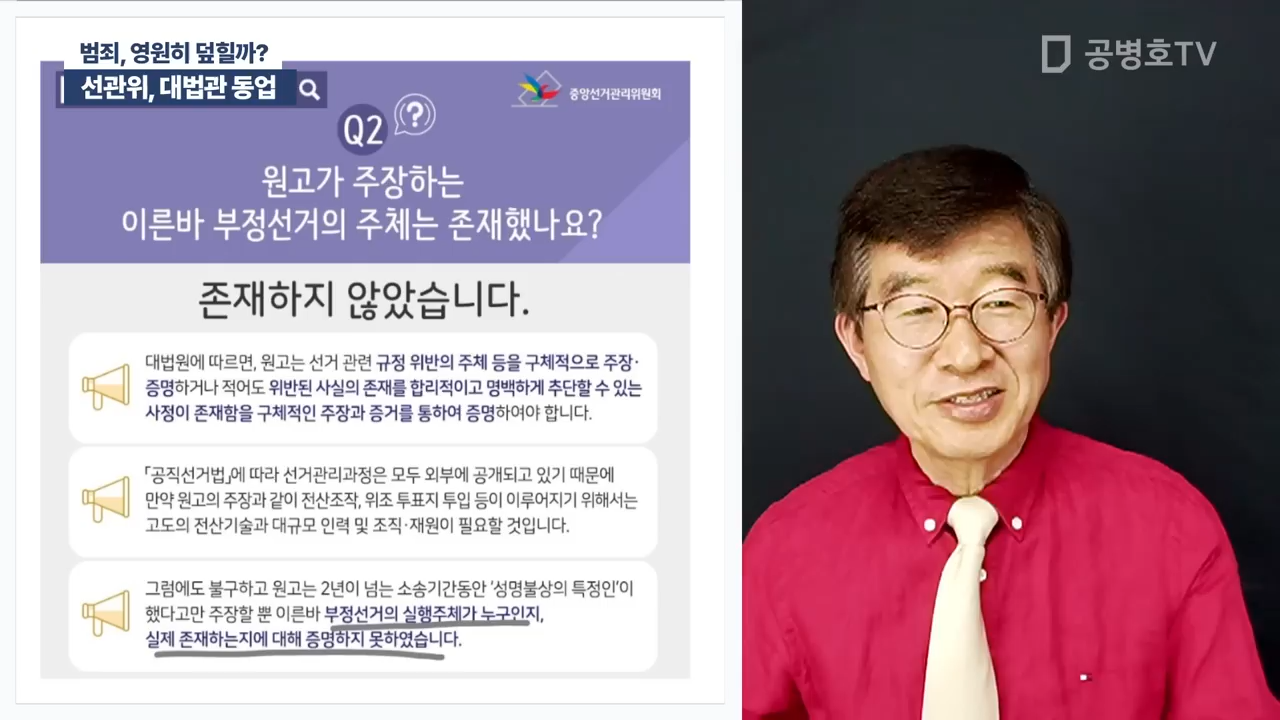 범죄, 영원히 덮힐까?
선관위, 대법관 동업
공병호TV
중앙선거관리위원회
Q2
?
원고가 주장하는
이른바 부정선거의 주체는 존재했나요?
존재하지 않았습니다.
대법원에 따르면, 원고는 선거 관련 규정 위반의 주체 등을 구체적으로 주장·
증명하거나 적어도 위반된 사실의 존재를 합리적이고 명백하게 추단할 수 있는
사정이 존재함을 구체적인 주장과 증거를 통하여 증명하여야 합니다.
「공직선거법」에 따라 선거관리과정은 모두 외부에 공개되고 있기 때문에
만약 원고의 주장과 같이 전산조작, 위조 투표지 투입 등이 이루어지기 위해서는
고도의 전산기술과 대규모 인력 및 조직·재원이 필요할 것입니다.
그럼에도 불구하고 원고는 2년이 넘는 소송기간동안 '성명불상의 특정인'이
했다고만 주장할 뿐 이른바 부정선거의 실행주체가 누구인지,
실제 존재하는지에 대해 증명하지 못하였습니다.